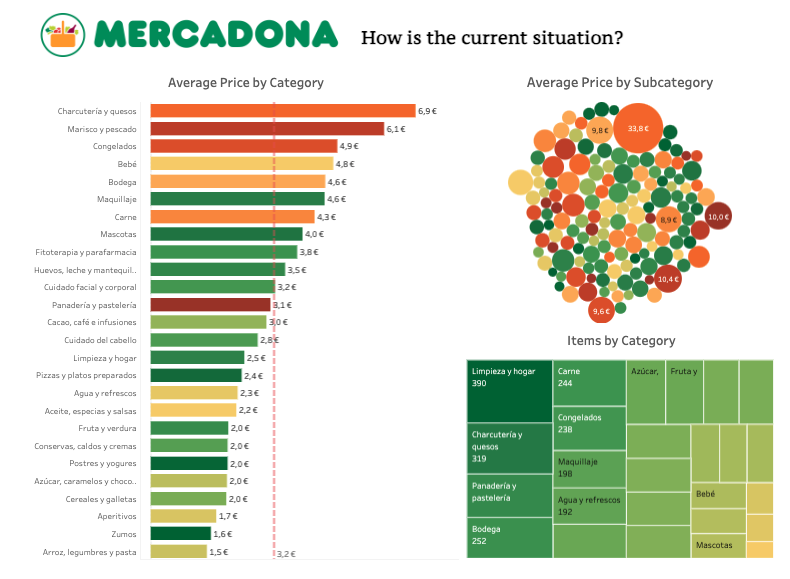 MERCADONA
How is the current situation?
Average Price by Category
Charcutería y quesos 6,9 €
Marisco y pescado 6,1 €
Congelados 4,9 €
Bebé 4,8 €
Bodega 4,6 €
Maquillaje 4,6 €
Carne 4,3 €
Mascotas 4,0 €
Fitoterapia y parafarmacia 3,8 €
Huevos, leche y mantequil.. 3,5 €
Cuidado facial y corporal 3,2 €
Panadería y pastelería 3,1 €
Cacao, café e infusiones 3,0 €
Cuidado del cabello 2,8 €
Limpieza y hogar 2,5 €
Pizzas y platos preparados 2,4 €
Agua y refrescos 2,3 €
Aceite, especias y salsas 2,2 €
Fruta y verdura 2,0 €
Conservas, caldos y cremas 2,0 €
Postres y yogures 2,0 €
Azúcar, caramelos y choco.. 2,0 €
Cereales y galletas 2,0 €
Aperitivos 1,7 €
Zumos 1,6 €
Arroz, legumbres y pasta 1,5 €
3,2 €
Average Price by Subcategory
33,8 €
9,8 €
10,0 €
8,9 €
10,4 €
9,6 €
Items by Category
Limpieza y hogar
390
Charcutería y
quesos
319
Panadería y
pastelería
Bodega
252
Carne
244
Congelados
238
Maquillaje
198
Agua y refrescos
192
Azúcar,
Fruta y
Bebé
Mascotas